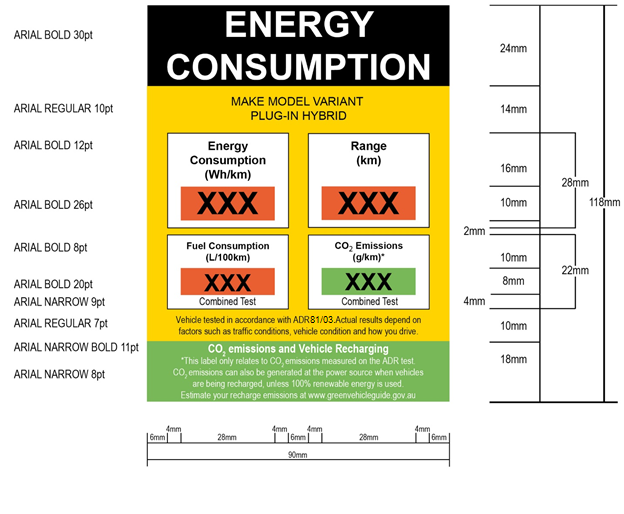 ARIAL BOLD 30pt
ENERGY
CONSUMPTION
24mm
ARIAL REGULAR 10pt
MAKE MODEL VARIANT
PLUG-IN HYBRID
14mm
ARIAL BOLD 12pt
Energy
Consumption
(Wh/km)
Range
(km)
16mm
28mm
118mm
ARIAL BOLD 26pt
XXX
XXX
10mm
2mm
ARIAL BOLD 8pt
Fuel Consumption
(L/100km)
CO2 Emissions
(g/km)*
10mm
22mm
ARIAL BOLD 20pt
XXX
XXX
8mm
ARIAL NARROW 9pt
Combined Test
Combined Test
4mm
ARIAL REGULAR 7pt
Vehicle tested in accordance with ADR81/03.Actual results depend on
factors such as traffic conditions, vehicle condition and how you drive.
10mm
ARIAL NARROW BOLD 11pt
CO2 emissions and Vehicle Recharging
18mm
ARIAL NARROW 8pt
*This label only relates to CO2 emissions measured on the ADR test.
CO2 emissions can also be generated at the power source when vehicles
are being recharged, unless 100% renewable energy is used.
Estimate your recharge emissions at www.greenvehicleguide.gov.au
4mm 4mm 4mm 4mm
6mm 28mm 6mm 28mm 6mm
90mm